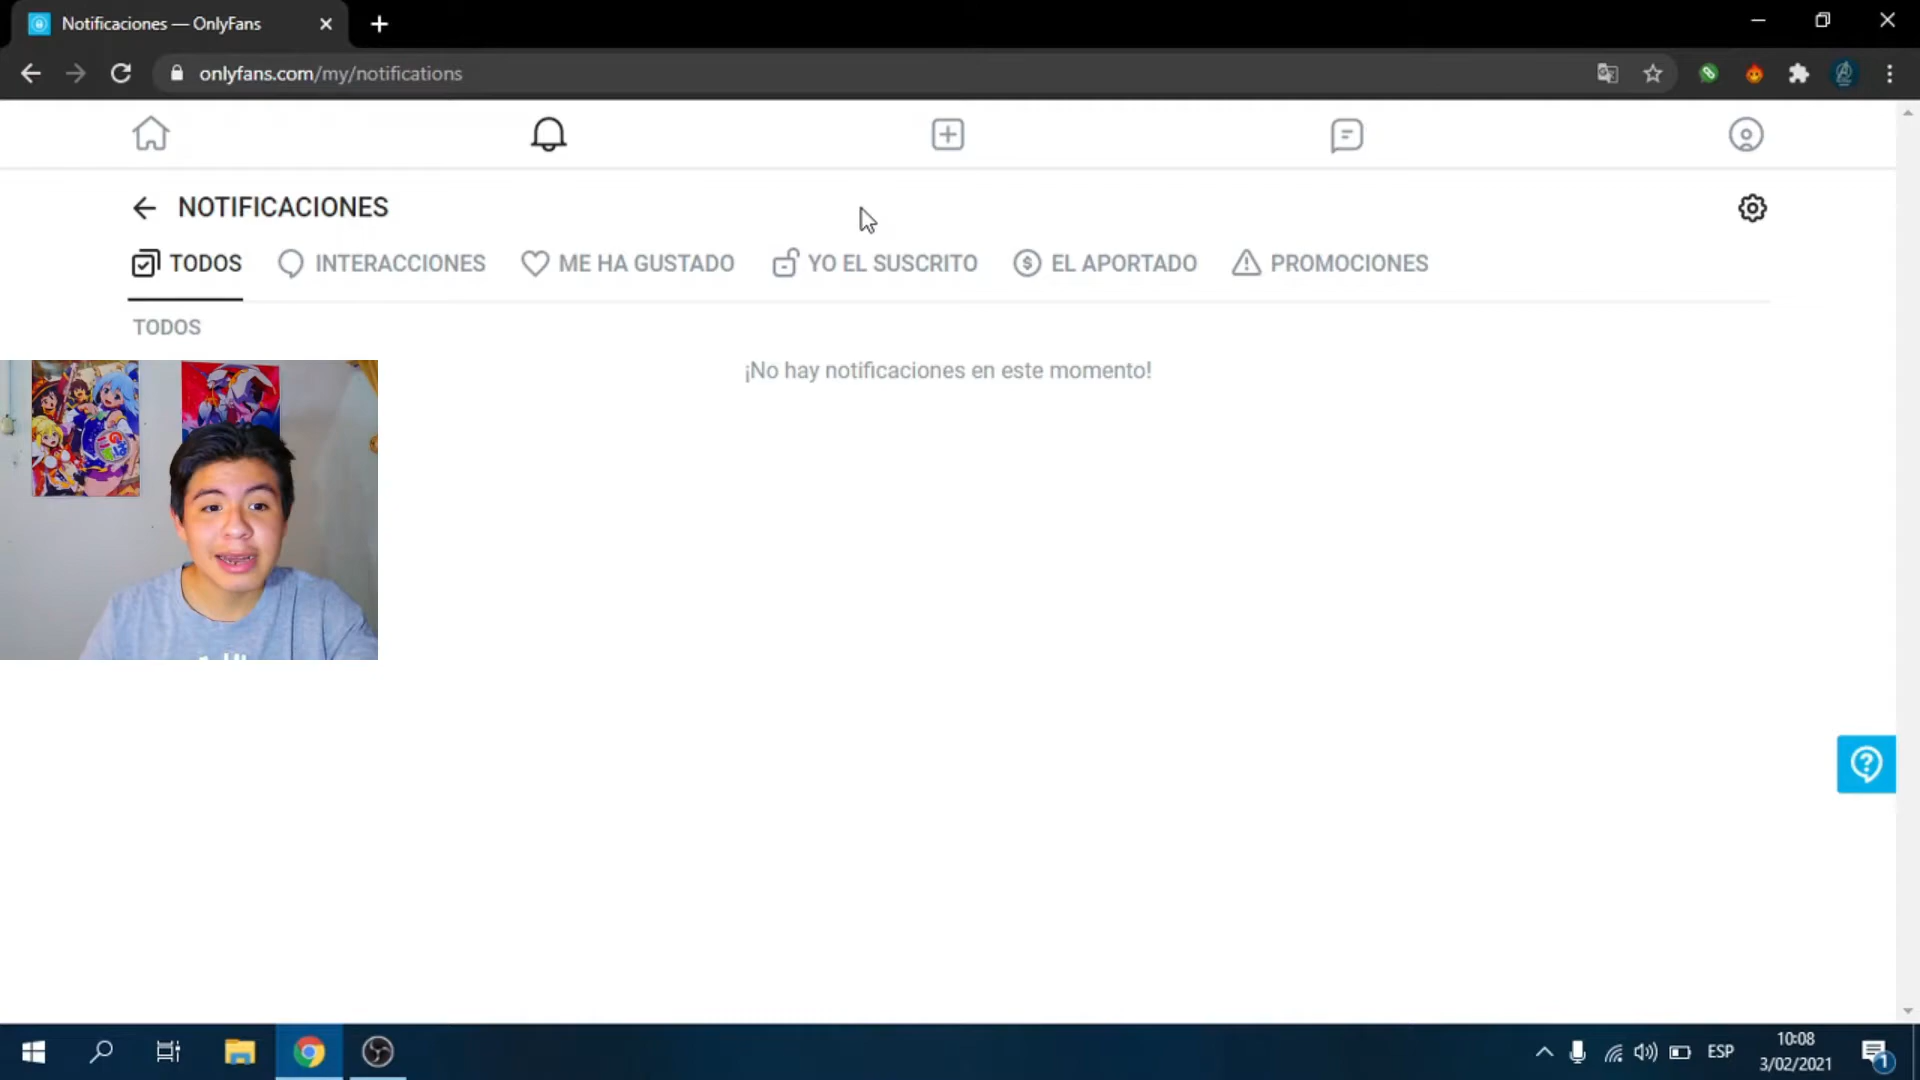 Notificaciones — OnlyFans
onlyfans.com/my/notifications
NOTIFICACIONES
TODOS INTERACCIONES ME HA GUSTADO YO EL SUSCRITO EL APORTADO PROMOCIONES
TODOS
¡No hay notificaciones en este momento!
ESP
10:08
3/02/2021
1